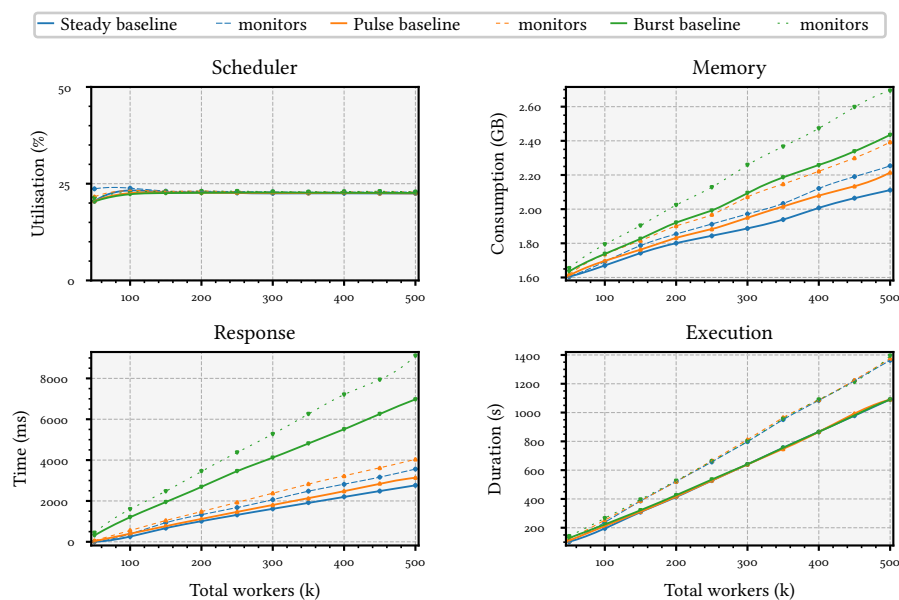 Steady baseline monitors Pulse baseline monitors Burst baseline monitors
Scheduler
Utilisation (%)
50
25
0
100 200 300 400 500
Memory
Consumption (GB)
2.60
2.40
2.20
2.00
1.80
1.60
100 200 300 400 500
Response
Time (ms)
8000
6000
4000
2000
0
100 200 300 400 500
Total workers (k)
Execution
Duration (s)
1400
1200
1000
800
600
400
200
100 200 300 400 500
Total workers (k)